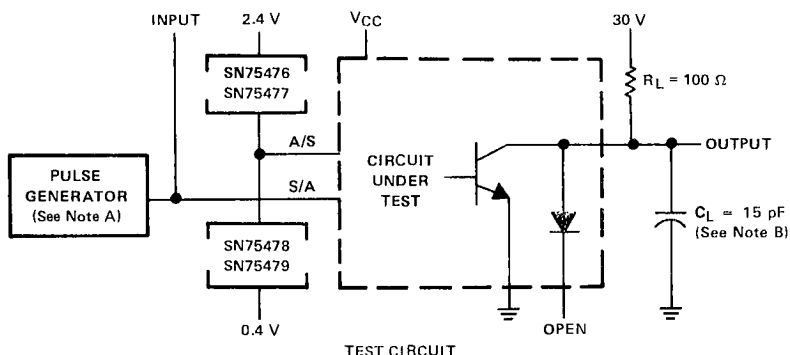 INPUT
2.4 V
VCC
30 V
SN75476
SN75477
RL = 100 Ω
A/S
CIRCUIT
UNDER
TEST
OUTPUT
PULSE
GENERATOR
(See Note A)
S/A
CL = 15 pF
(See Note B)
SN75478
SN75479
0.4 V
OPEN
TEST CIRCUIT